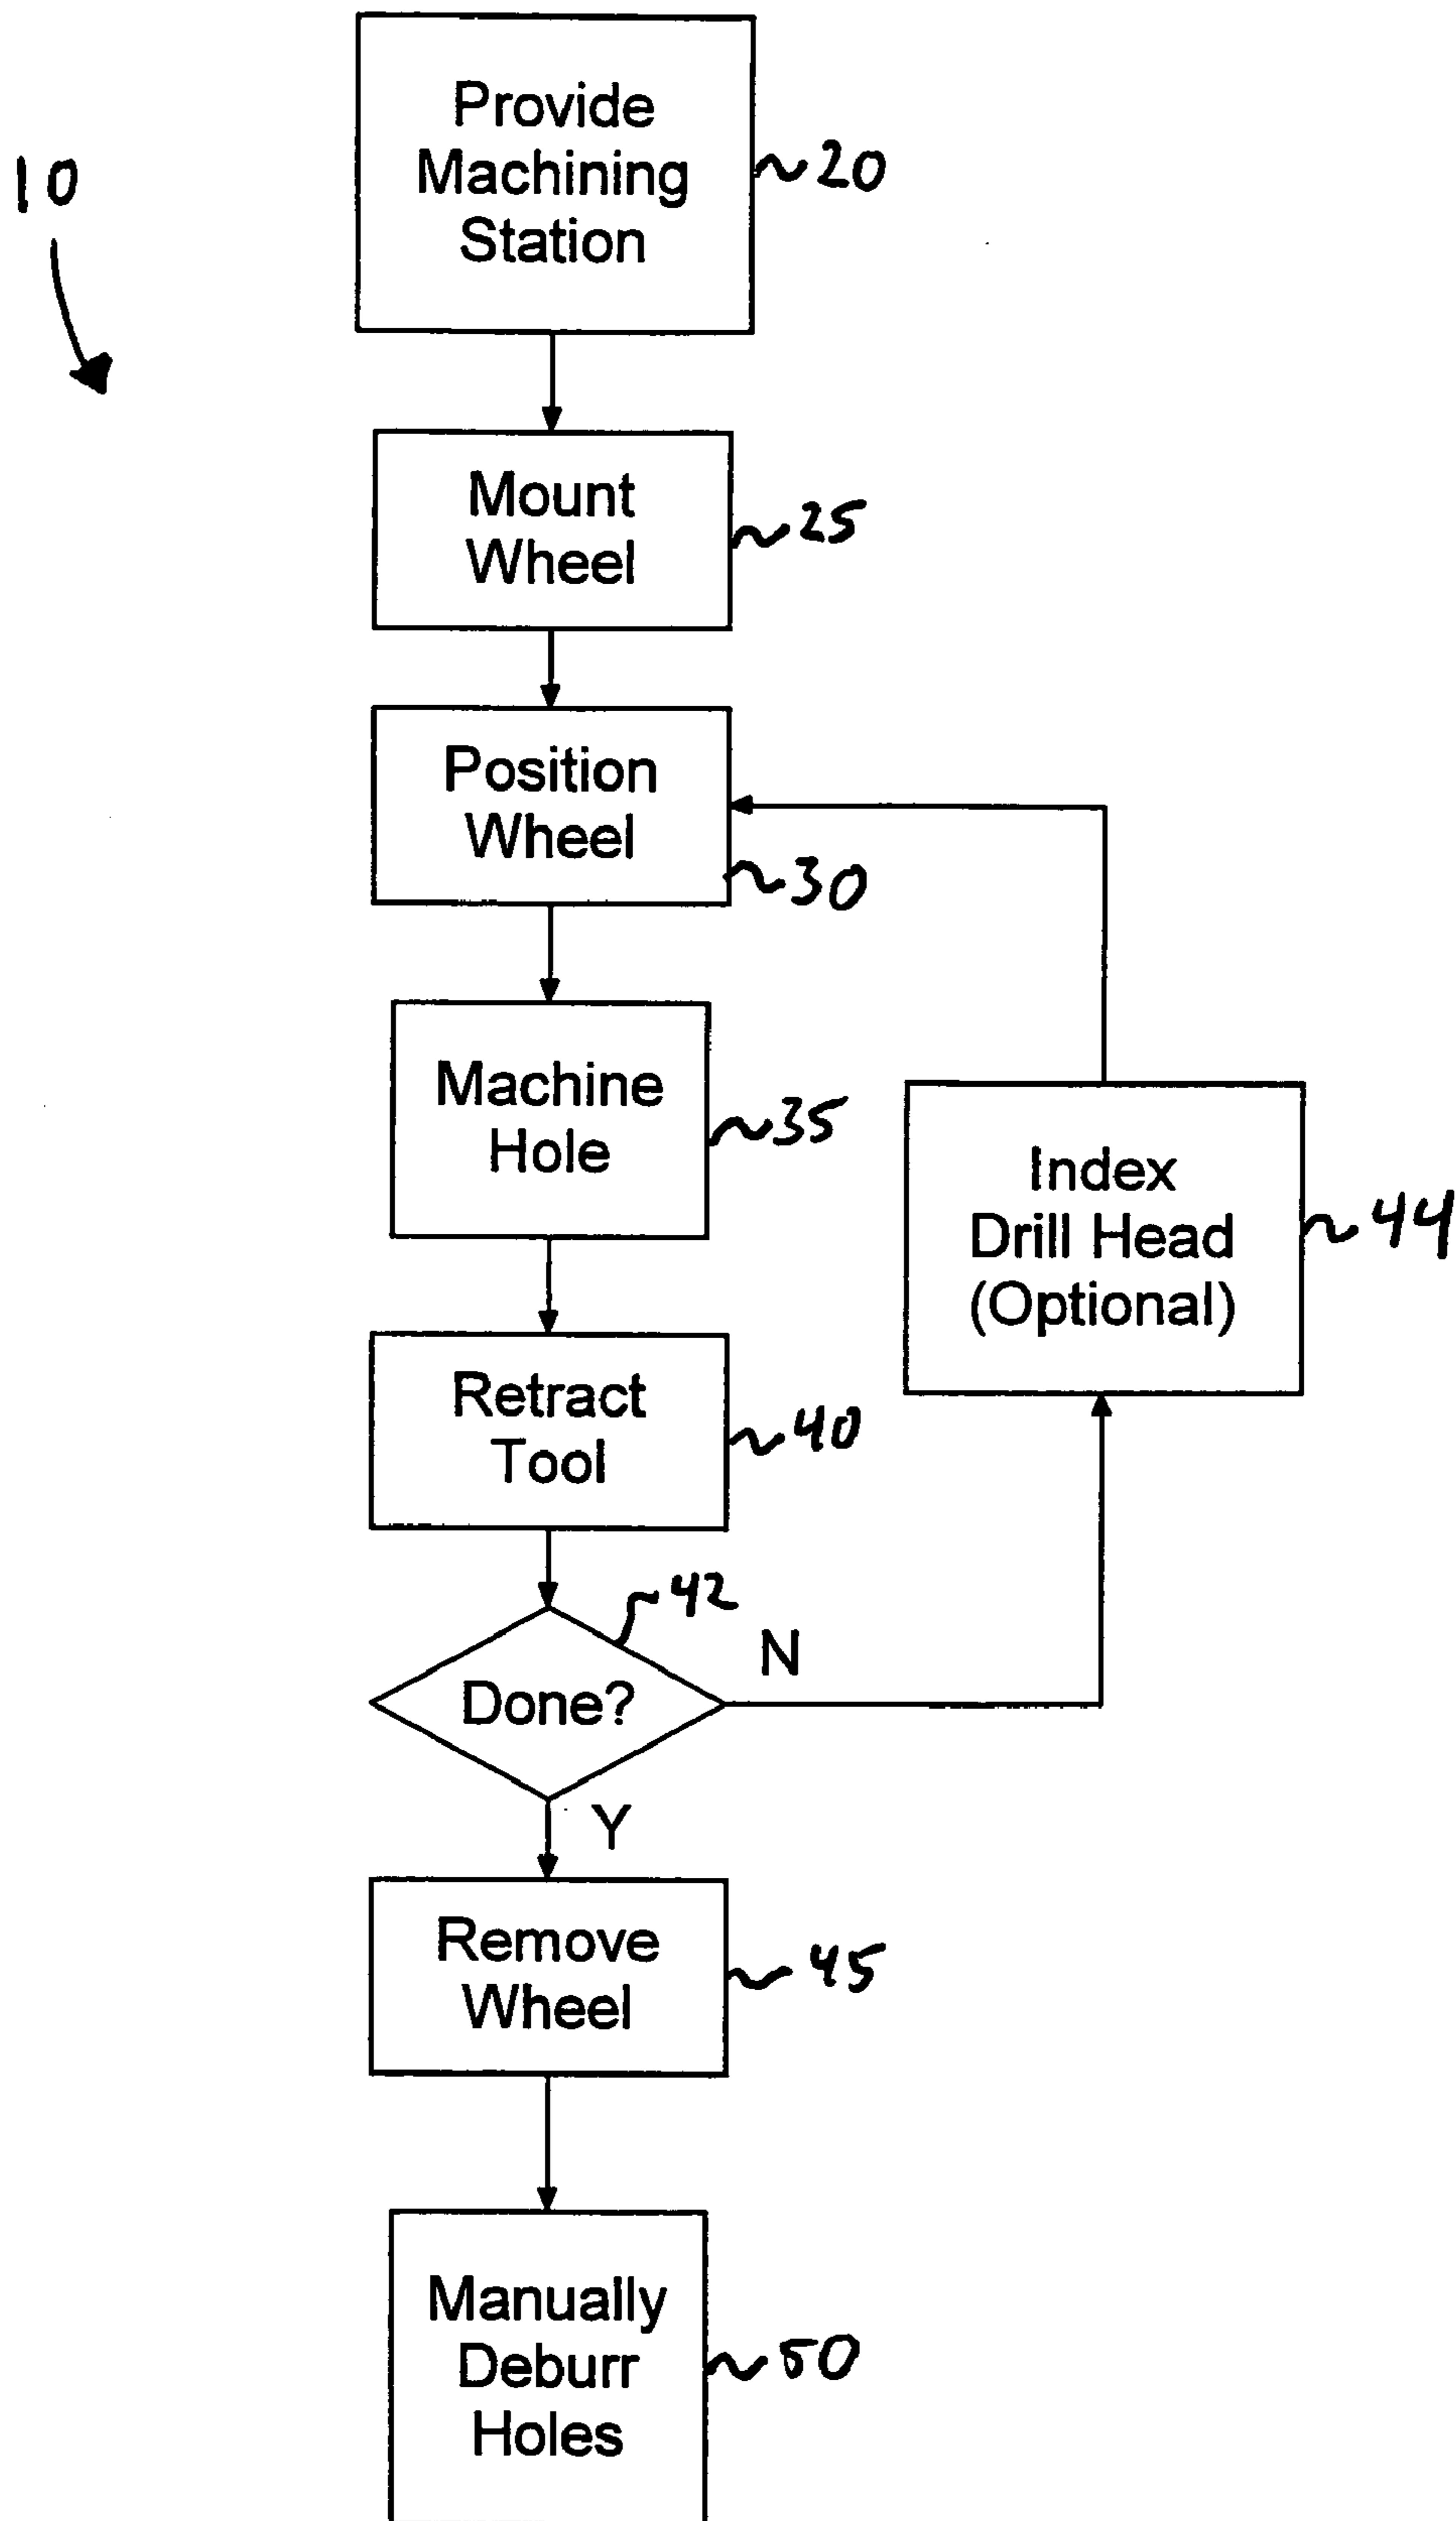 10
Provide
Machining
Station
20
Mount
Wheel
25
Position
Wheel
30
Machine
Hole
35
Index
Drill Head
(Optional)
44
Retract
Tool
40
42
Done?
N
Y
Remove
Wheel
45
Manually
Deburr
Holes
50